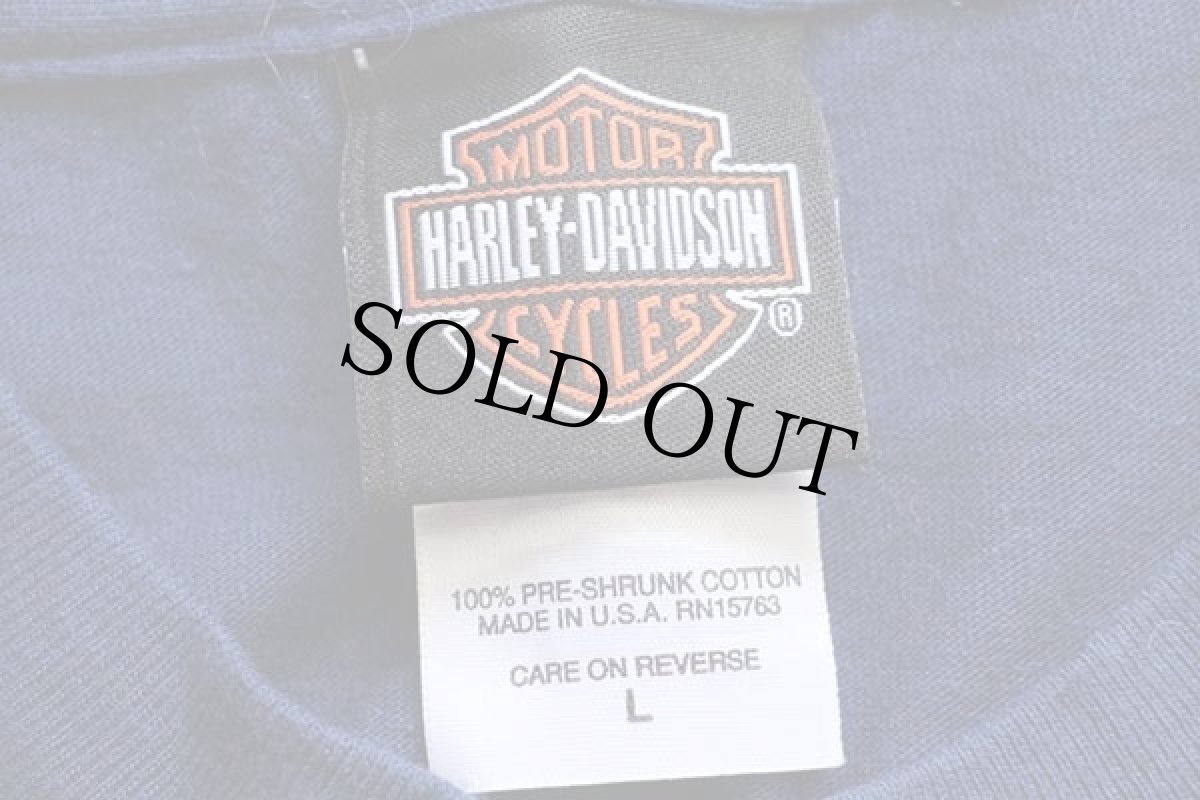 MOTOR
HARLEY-DAVIDSON
CYCLES
®
SOLD OUT
100% PRE-SHRUNK COTTON
MADE IN U.S.A. RN15763
CARE ON REVERSE
L